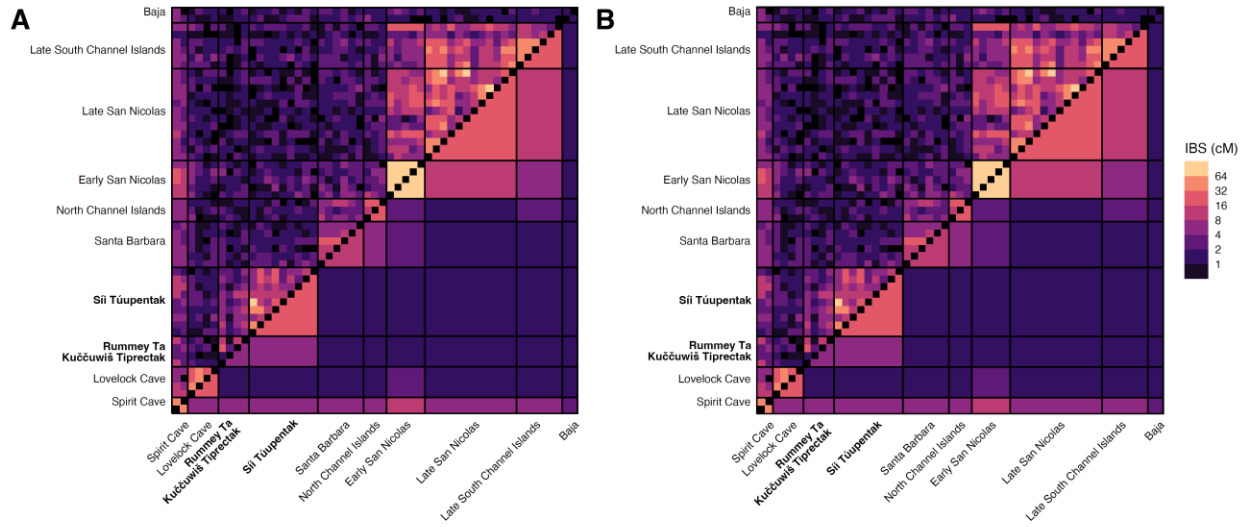 A
Baja
Late South Channel Islands
Late San Nicolas
Early San Nicolas
North Channel Islands
Santa Barbara
Síi Túupentak
Rummey Ta
Kuččuwiš Tiprectak
Lovelock Cave
Spirit Cave
Spirit Cave
Lovelock Cave
Rummey Ta
Kuččuwiš Tiprectak
Síi Túupentak
Santa Barbara
North Channel Islands
Early San Nicolas
Late San Nicolas
Late South Channel Islands
Baja
B
Baja
Late South Channel Islands
Late San Nicolas
Early San Nicolas
North Channel Islands
Santa Barbara
Síi Túupentak
Rummey Ta
Kuččuwiš Tiprectak
Lovelock Cave
Spirit Cave
Spirit Cave
Lovelock Cave
Rummey Ta
Kuččuwiš Tiprectak
Síi Túupentak
Santa Barbara
North Channel Islands
Early San Nicolas
Late San Nicolas
Late South Channel Islands
Baja
IBS (cM)
64
32
16
8
4
2
1